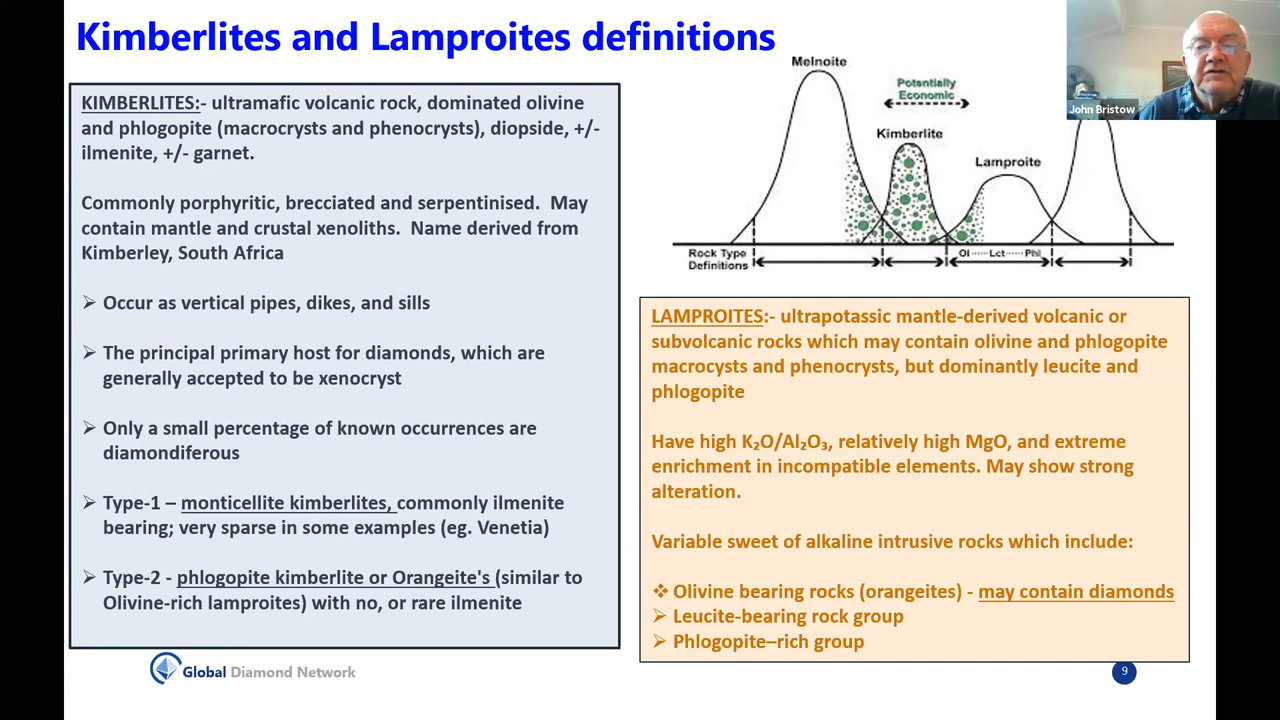 Kimberlites and Lamproites definitions
KIMBERLITES:- ultramafic volcanic rock, dominated olivine
and phlogopite (macrocrysts and phenocrysts), diopside, +/-
ilmenite, +/- garnet.
Commonly porphyritic, brecciated and serpentinised. May
contain mantle and crustal xenoliths. Name derived from
Kimberley, South Africa
➢ Occur as vertical pipes, dikes, and sills
➢ The principal primary host for diamonds, which are
generally accepted to be xenocryst
➢ Only a small percentage of known occurrences are
diamondiferous
➢ Type-1 – monticellite kimberlites, commonly ilmenite
bearing; very sparse in some examples (eg. Venetia)
➢ Type-2 - phlogopite kimberlite or Orangeite's (similar to
Olivine-rich lamproites) with no, or rare ilmenite
Melnoite
Potentially
Economic
Kimberlite
Lamproite
Rock Type
Definitions
Ol ---- Lct ---- Phl
John Bristow
LAMPROITES:- ultrapotassic mantle-derived volcanic or
subvolcanic rocks which may contain olivine and phlogopite
macrocysts and phenocrysts, but dominantly leucite and
phlogopite
Have high K₂O/Al₂O₃, relatively high MgO, and extreme
enrichment in incompatible elements. May show strong
alteration.
Variable sweet of alkaline intrusive rocks which include:
❖ Olivine bearing rocks (orangeites) - may contain diamonds
➢ Leucite-bearing rock group
➢ Phlogopite–rich group
Global Diamond Network
9